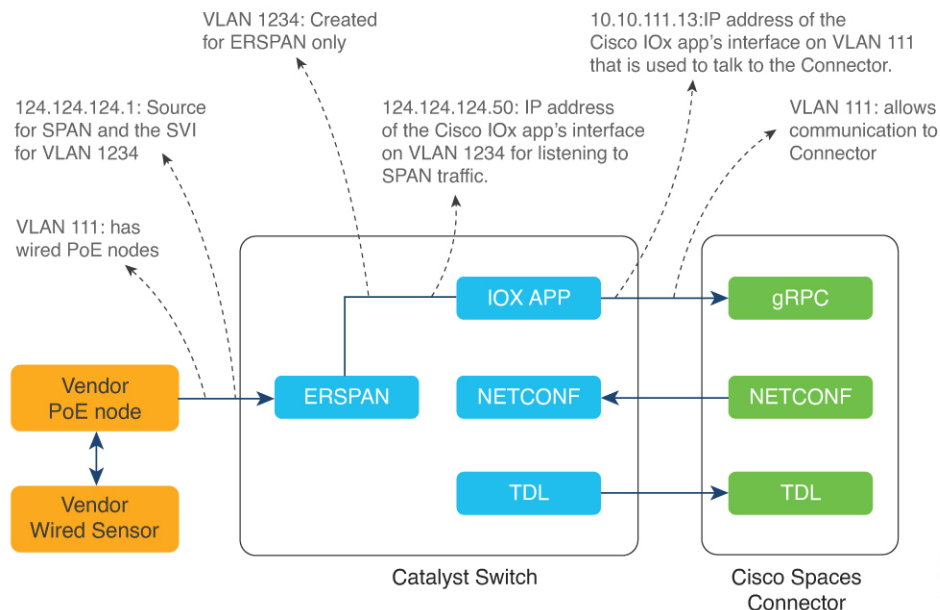 VLAN 1234: Created
for ERSPAN only
10.10.111.13:IP address of the
Cisco IOx app's interface on VLAN 111
that is used to talk to the Connector.
124.124.124.1: Source
for SPAN and the SVI
for VLAN 1234
124.124.124.50: IP address
of the Cisco IOx app's interface
on VLAN 1234 for listening to
SPAN traffic.
VLAN 111: allows
communication to
Connector
VLAN 111: has
wired PoE nodes
IOX APP
gRPC
Vendor
PoE node
ERSPAN
NETCONF
NETCONF
Vendor
Wired Sensor
TDL
TDL
Catalyst Switch
Cisco Spaces
Connector